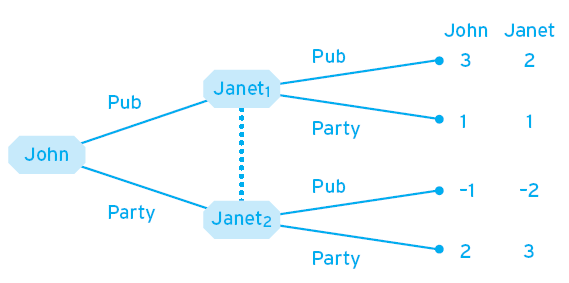 John Janet
Pub 3 2
Janet1
Pub
Party 1 1
John
Pub -1 -2
Party
Janet2
Party 2 3